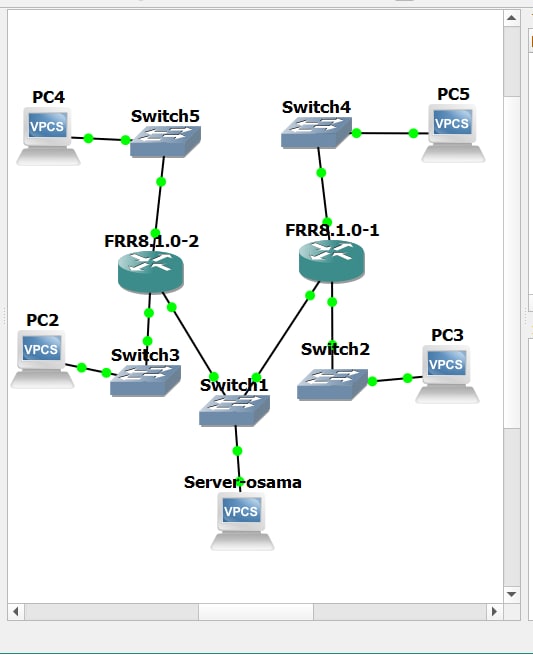 PC4
VPCS
Switch5
Switch4
PC5
VPCS
FRR8.1.0-2
FRR8.1.0-1
PC2
VPCS
Switch3
Switch2
PC3
VPCS
Switch1
Server-osama
VPCS